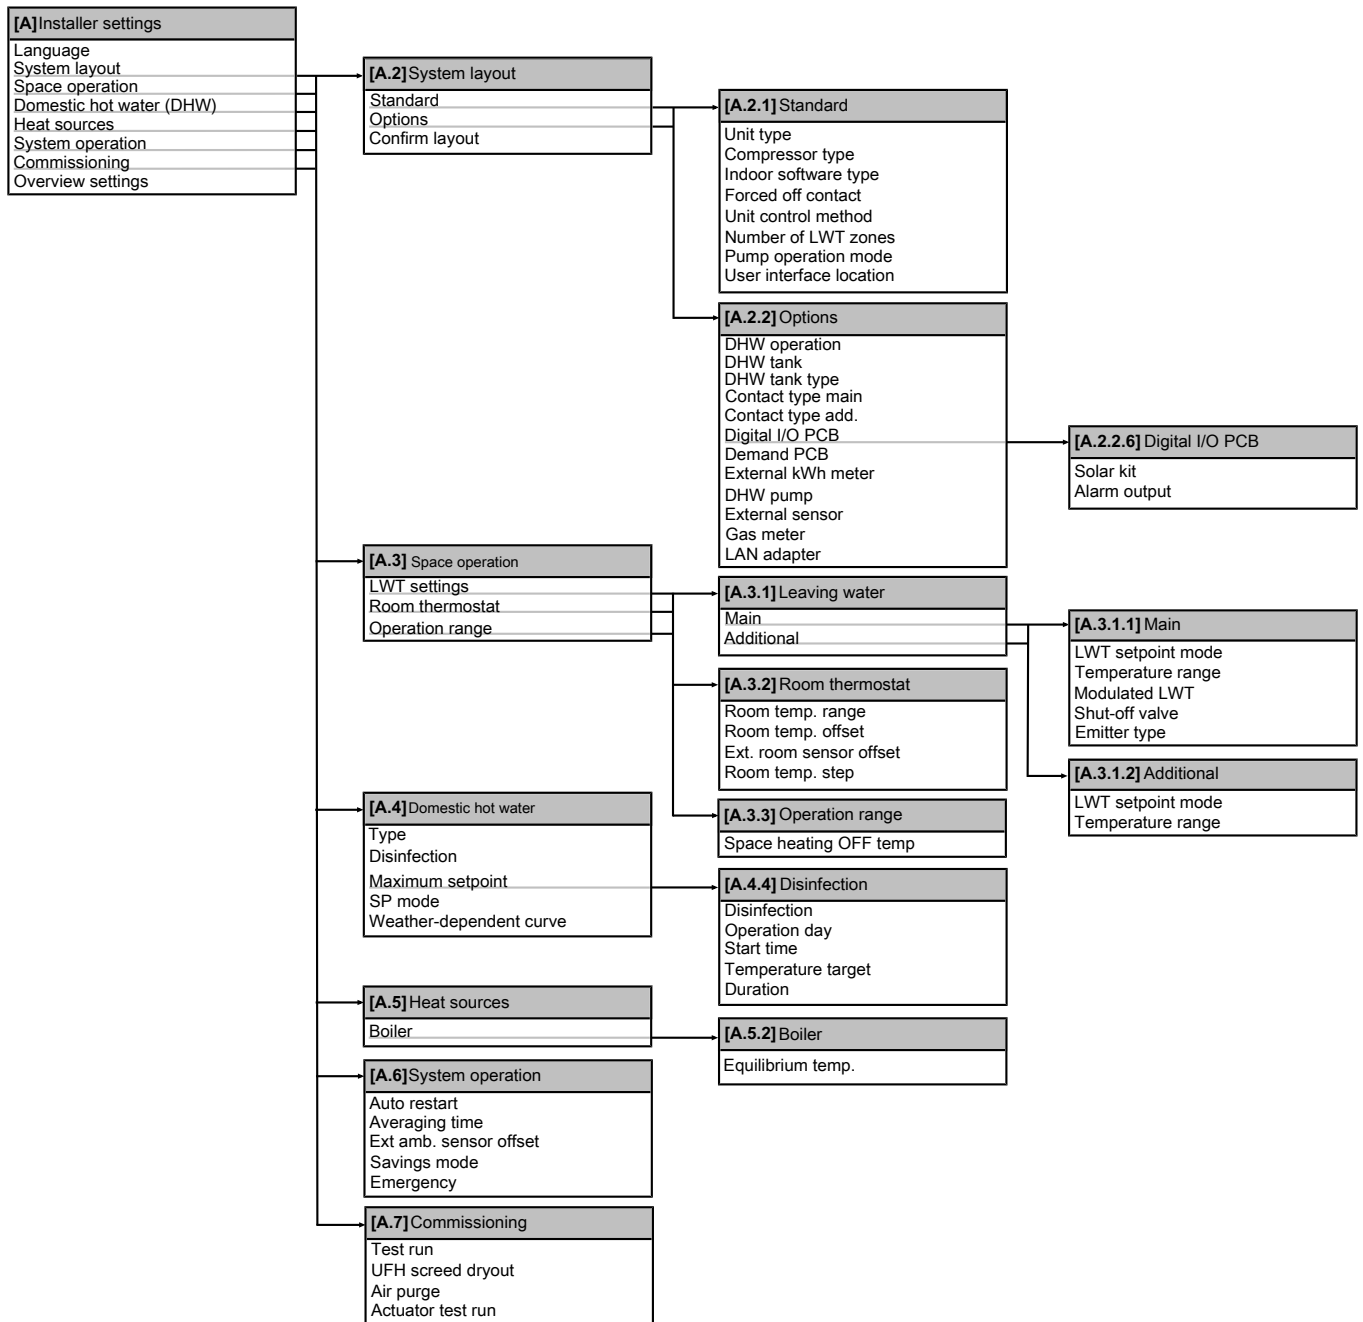 [A] Installer settings
Language
System layout
Space operation
Domestic hot water (DHW)
Heat sources
System operation
Commissioning
Overview settings
[A.2] System layout
Standard
Options
Confirm layout
[A.2.1] Standard
Unit type
Compressor type
Indoor software type
Forced off contact
Unit control method
Number of LWT zones
Pump operation mode
User interface location
[A.2.2] Options
DHW operation
DHW tank
DHW tank type
Contact type main
Contact type add.
Digital I/O PCB
Demand PCB
External kWh meter
DHW pump
External sensor
Gas meter
LAN adapter
[A.2.2.6] Digital I/O PCB
Solar kit
Alarm output
[A.3] Space operation
LWT settings
Room thermostat
Operation range
[A.3.1] Leaving water
Main
Additional
[A.3.1.1] Main
LWT setpoint mode
Temperature range
Modulated LWT
Shut-off valve
Emitter type
[A.3.1.2] Additional
LWT setpoint mode
Temperature range
[A.3.2] Room thermostat
Room temp. range
Room temp. offset
Ext. room sensor offset
Room temp. step
[A.3.3] Operation range
Space heating OFF temp
[A.4] Domestic hot water
Type
Disinfection
Maximum setpoint
SP mode
Weather-dependent curve
[A.4.4] Disinfection
Disinfection
Operation day
Start time
Temperature target
Duration
[A.5] Heat sources
Boiler
[A.5.2] Boiler
Equilibrium temp.
[A.6] System operation
Auto restart
Averaging time
Ext amb. sensor offset
Savings mode
Emergency
[A.7] Commissioning
Test run
UFH screed dryout
Air purge
Actuator test run